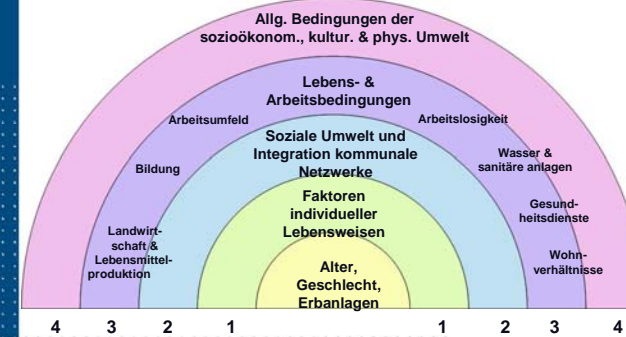 Allg. Bedingungen der
sozioökonom., kultur. & phys. Umwelt
Lebens- &
Arbeitsbedingungen
Arbeitsumfeld
Arbeitslosigkeit
Soziale Umwelt und
Integration kommunale
Netzwerke
Bildung
Wasser &
sanitäre anlagen
Faktoren
individueller
Lebensweisen
Gesund-
heitsdienste
Landwirt-
schaft &
Lebensmittel-
produktion
Wohn-
verhältnisse
Alter,
Geschlecht,
Erbanlagen
4 3 2 1 1 2 3 4